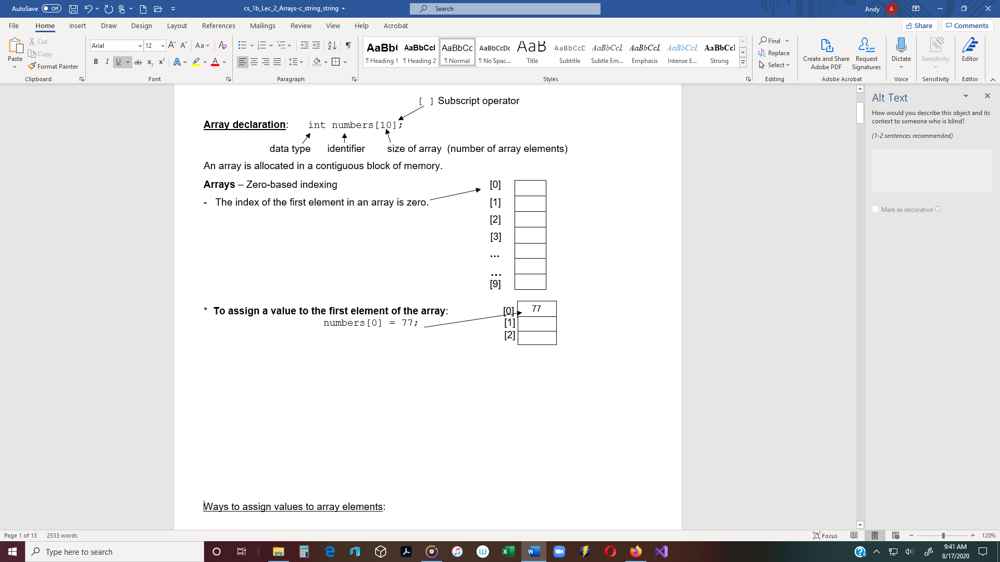 AutoSave Off cs_1b_Lec_2_Arrays-c_string_string Search Andy A
File Home Insert Draw Design Layout References Mailings Review View Help Acrobat Share Comments
Paste
Cut
Copy
Format Painter
Clipboard
Arial 12
Font
Paragraph
AaBb( AaBbCcI AaBbCc AaBbCcDc AaB AaBbCcD AaBbCcL AaBbCcL AaBbCcL AaBbCcI
¶ Heading 1 ¶ Heading 2 ¶ Normal ¶ No Spac... Title Subtitle Subtle Em... Emphasis Intense E... Strong
Styles
Find
Replace
Select
Editing
Create and Share
Adobe PDF
Request
Signatures
Adobe Acrobat
Dictate
Voice
Sensitivity
Sensitivity
Editor
Editor
[ ] Subscript operator
Array declaration: int numbers[10];
data type identifier size of array (number of array elements)
An array is allocated in a contiguous block of memory.
Arrays – Zero-based indexing [0]
- The index of the first element in an array is zero. [1]
[2]
[3]
...
...
[9]
* To assign a value to the first element of the array: [0] 77
numbers[0] = 77; [1]
[2]
Ways to assign values to array elements:
Alt Text
How would you describe this object and its
context to someone who is blind?
(1-2 sentences recommended)
Mark as decorative
Page 1 of 13 2533 words Focus 120%
Type here to search
9:41 AM
8/17/2020